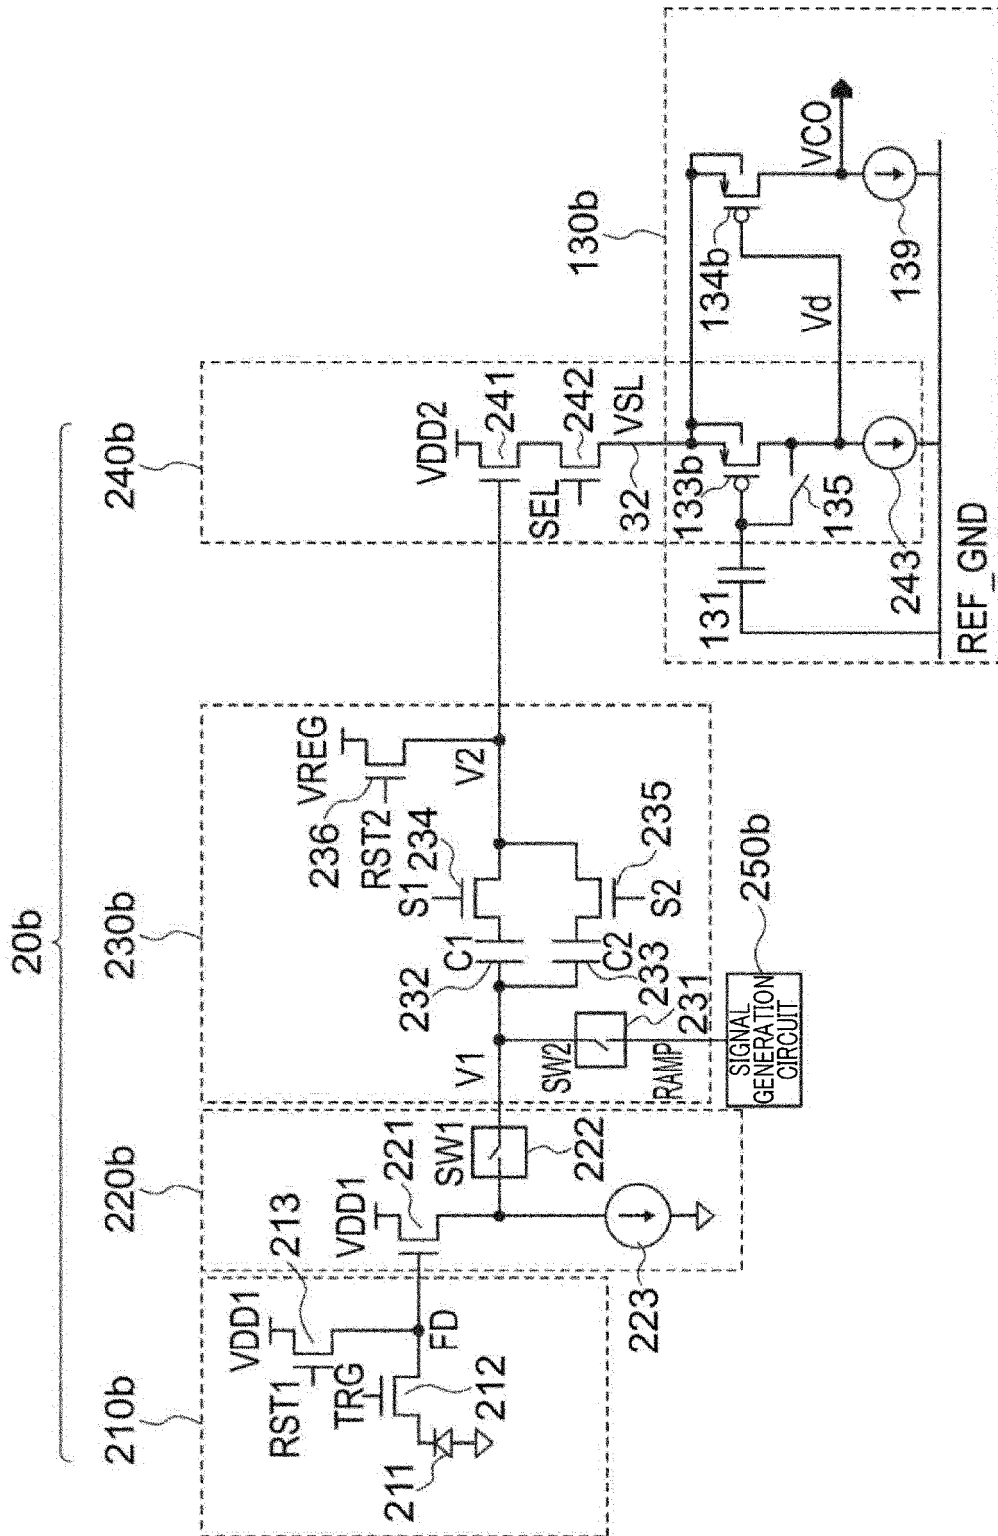 20b
210b
220b
230b
240b
130b
VDD1
213
RST1
TRG
FD
211
212
VDD1
221
SW1
222
223
V1
SW2
231
RAMP
SIGNAL
GENERATION
CIRCUIT
250b
232
C1
233
C2
S1
234
S2
235
236
RST2
VREG
V2
VDD2
241
SEL
242
VSL
32
131
133b
135
243
REF_GND
134b
Vd
VCO
139